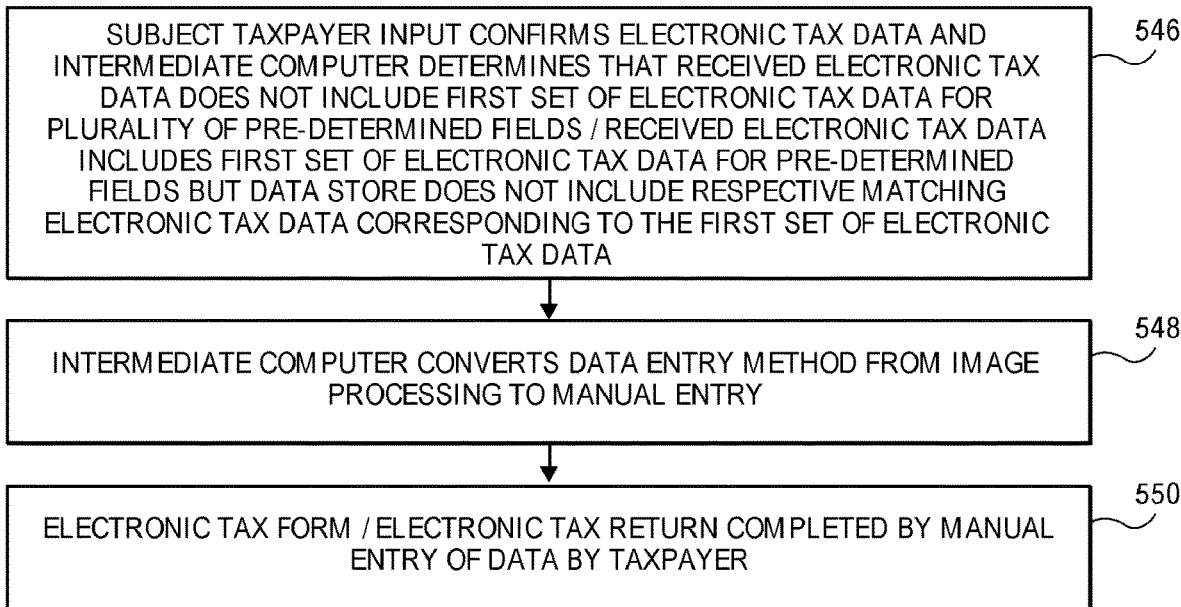 SUBJECT TAXPAYER INPUT CONFIRMS ELECTRONIC TAX DATA AND
INTERMEDIATE COMPUTER DETERMINES THAT RECEIVED ELECTRONIC TAX
DATA DOES NOT INCLUDE FIRST SET OF ELECTRONIC TAX DATA FOR
PLURALITY OF PRE-DETERMINED FIELDS / RECEIVED ELECTRONIC TAX DATA
INCLUDES FIRST SET OF ELECTRONIC TAX DATA FOR PRE-DETERMINED
FIELDS BUT DATA STORE DOES NOT INCLUDE RESPECTIVE MATCHING
ELECTRONIC TAX DATA CORRESPONDING TO THE FIRST SET OF ELECTRONIC
TAX DATA
546
INTERMEDIATE COMPUTER CONVERTS DATA ENTRY METHOD FROM IMAGE
PROCESSING TO MANUAL ENTRY
548
ELECTRONIC TAX FORM / ELECTRONIC TAX RETURN COMPLETED BY MANUAL
ENTRY OF DATA BY TAXPAYER
550